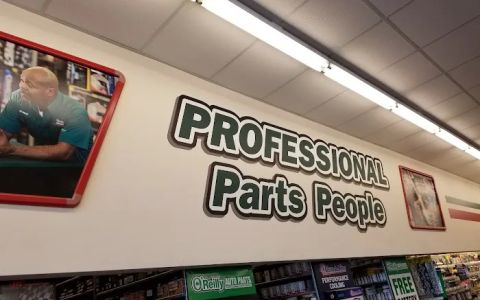 PROFESSIONAL
Parts People
O'Reilly AUTO PARTS
PERFORMANCE
FREE